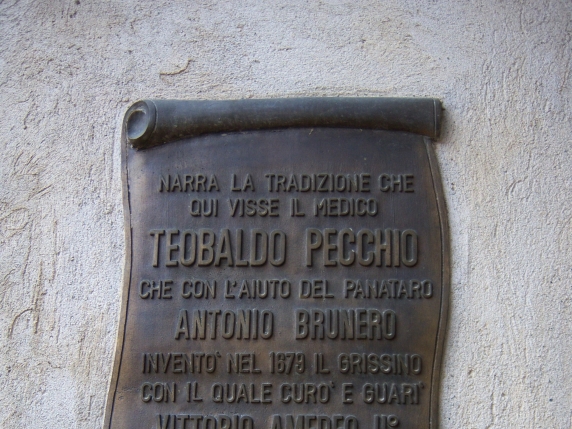 NARRA LA TRADIZIONE CHE
QUI VISSE IL MEDICO
TEOBALDO PECCHIO
CHE CON L'AIUTO DEL PANATARO
ANTONIO BRUNERO
INVENTO' NEL 1679 IL GRISSINO
CON IL QUALE CURO' E GUARI'
VITTORIO AMEDEO II°